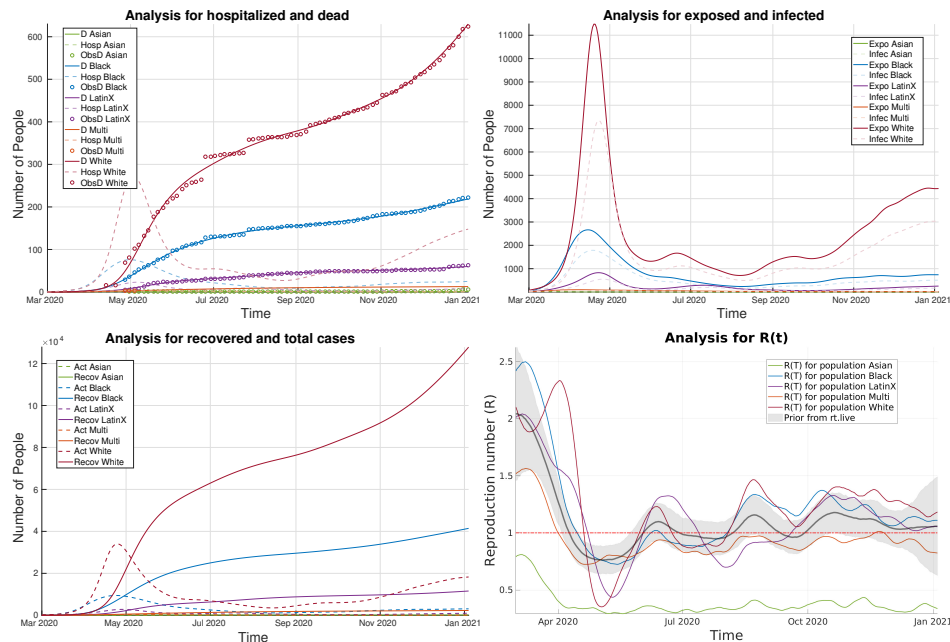 Analysis for hospitalized and dead
Number of People
600
500
400
300
200
100
0
D Asian
Hosp Asian
ObsD Asian
D Black
Hosp Black
ObsD Black
D LatinX
Hosp LatinX
ObsD LatinX
D Multi
Hosp Multi
ObsD Multi
D White
Hosp White
ObsD White
Mar 2020
May 2020
Jul 2020
Sep 2020
Nov 2020
Jan 2021
Time
Analysis for exposed and infected
Number of People
11000
10000
9000
8000
7000
6000
5000
4000
3000
2000
1000
Expo Asian
Infec Asian
Expo Black
Infec Black
Expo LatinX
Infec LatinX
Expo Multi
Infec Multi
Expo White
Infec White
Mar 2020
May 2020
Jul 2020
Sep 2020
Nov 2020
Jan 2021
Time
Analysis for recovered and total cases
×10⁴
Number of People
12
10
8
6
4
2
0
Act Asian
Recov Asian
Act Black
Recov Black
Act LatinX
Recov LatinX
Act Multi
Recov Multi
Act White
Recov White
Mar 2020
May 2020
Jul 2020
Sep 2020
Nov 2020
Jan 2021
Time
Analysis for R(t)
Reproduction number (R)
2.5
2
1.5
1
0.5
R(T) for population Asian
R(T) for population Black
R(T) for population LatinX
R(T) for population Multi
R(T) for population White
Prior from rt.live
Apr 2020
Jul 2020
Oct 2020
Jan 2021
Time